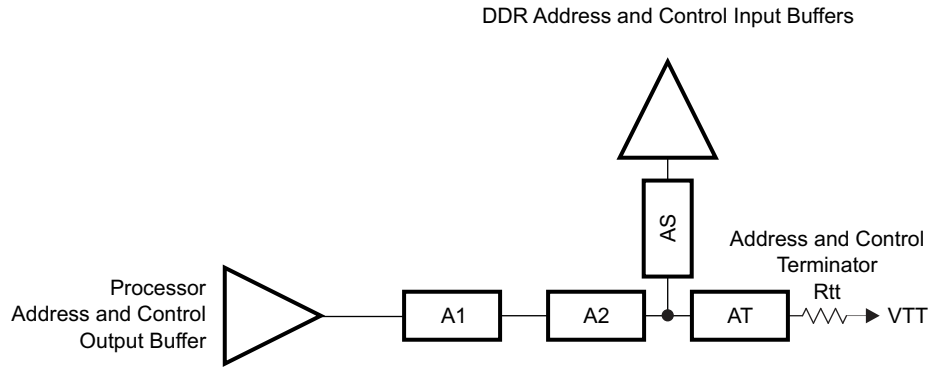 DDR Address and Control Input Buffers
AS
Address and Control
Terminator
Rtt
Processor
Address and Control
Output Buffer
A1
A2
AT
VTT